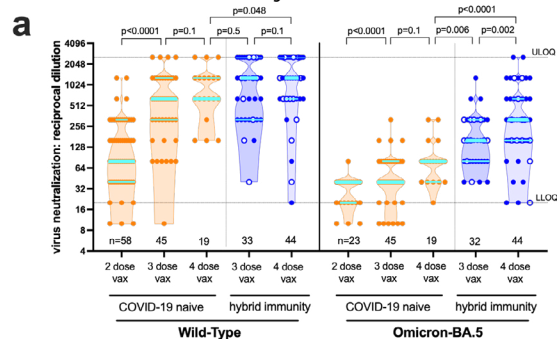 a
p=0.048
p<0.0001
p<0.0001 p=0.1 p=0.5 p=0.1
p<0.0001 p=0.1 p=0.006 p=0.002
virus neutralization: reciprocal dilution
4096
2048
1024
512
256
128
64
32
16
8
4
ULOQ
LLOQ
n=58 45 19 33 44 n=23 45 19 32 44
2 dose vax 3 dose vax 4 dose vax 3 dose vax 4 dose vax 2 dose vax 3 dose vax 4 dose vax 3 dose vax 4 dose vax
COVID-19 naive hybrid immunity COVID-19 naive hybrid immunity
Wild-Type Omicron-BA.5